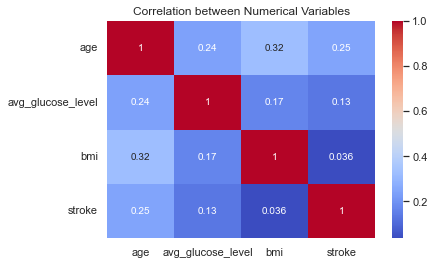 Correlation between Numerical Variables
age 1 0.24 0.32 0.25
avg_glucose_level 0.24 1 0.17 0.13
bmi 0.32 0.17 1 0.036
stroke 0.25 0.13 0.036 1
age avg_glucose_level bmi stroke
1.0
0.8
0.6
0.4
0.2